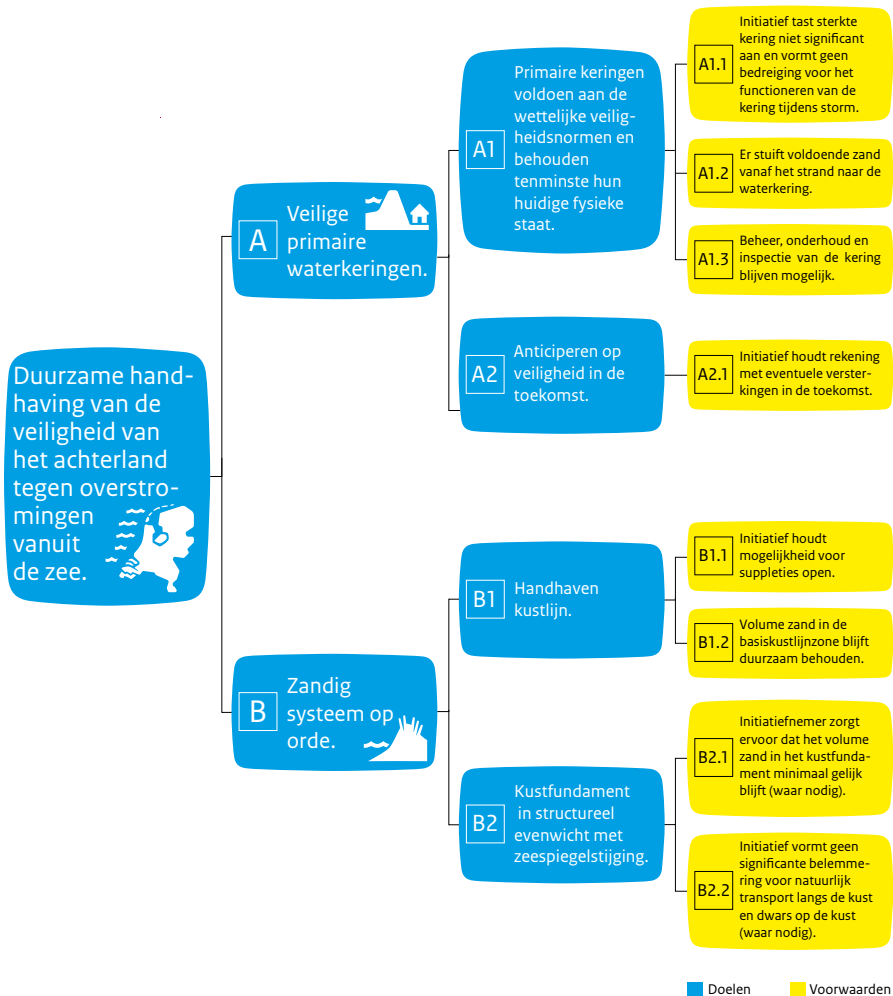 Duurzame hand-
having van de
veiligheid van
het achterland
tegen overstro-
mingen
vanuit
de zee.
A
Veilige
primaire
waterkeringen.
A1
Primaire keringen
voldoen aan de
wettelijke veilig-
heidsnormen en
behouden
tenminste hun
huidige fysieke
staat.
A1.1
Initiatief tast sterkte
kering niet significant
aan en vormt geen
bedreiging voor het
functioneren van de
kering tijdens storm.
A1.2
Er stuift voldoende zand
vanaf het strand naar de
waterkering.
A1.3
Beheer, onderhoud en
inspectie van de kering
blijven mogelijk.
A2
Anticiperen op
veiligheid in de
toekomst.
A2.1
Initiatief houdt rekening
met eventuele verster-
kingen in de toekomst.
B
Zandig
systeem op
orde.
B1
Handhaven
kustlijn.
B1.1
Initiatief houdt
mogelijkheid voor
suppleties open.
B1.2
Volume zand in de
basiskustlijnzone blijft
duurzaam behouden.
B2
Kustfundament
in structureel
evenwicht met
zeespiegelstijging.
B2.1
Initiatiefnemer zorgt
ervoor dat het volume
zand in het kustfunda-
ment minimaal gelijk
blijft (waar nodig).
B2.2
Initiatief vormt geen
significante belemme-
ring voor natuurlijk
transport langs de kust
en dwars op de kust
(waar nodig).
Doelen
Voorwaarden